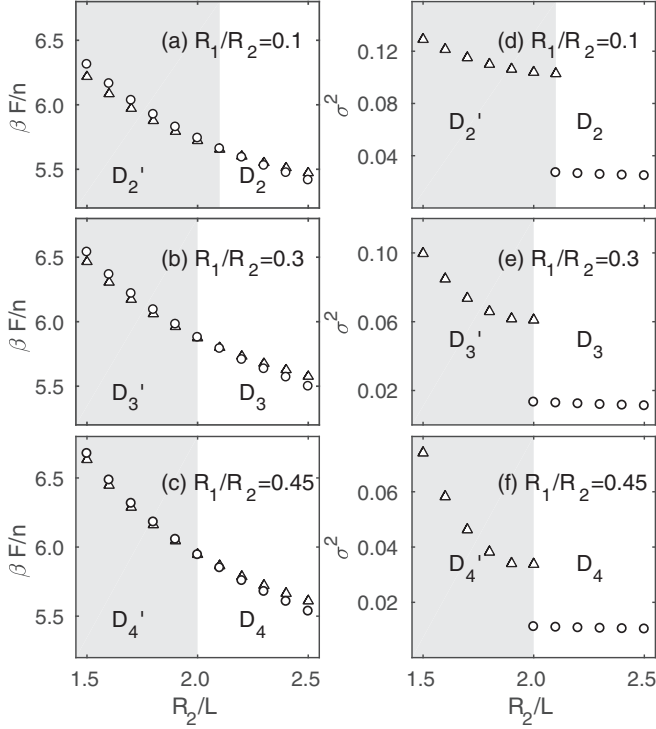 (a) R₁/R₂=0.1
β F/n
6.5
6.0
5.5
D₂'
D₂
(d) R₁/R₂=0.1
σ²
0.12
0.08
0.04
D₂'
D₂
(b) R₁/R₂=0.3
β F/n
6.5
6.0
5.5
D₃'
D₃
(e) R₁/R₂=0.3
σ²
0.10
0.06
0.02
D₃'
D₃
(c) R₁/R₂=0.45
β F/n
6.5
6.0
5.5
D₄'
D₄
1.5 2.0 2.5
R₂/L
(f) R₁/R₂=0.45
σ²
0.06
0.04
0.02
D₄'
D₄
1.5 2.0 2.5
R₂/L